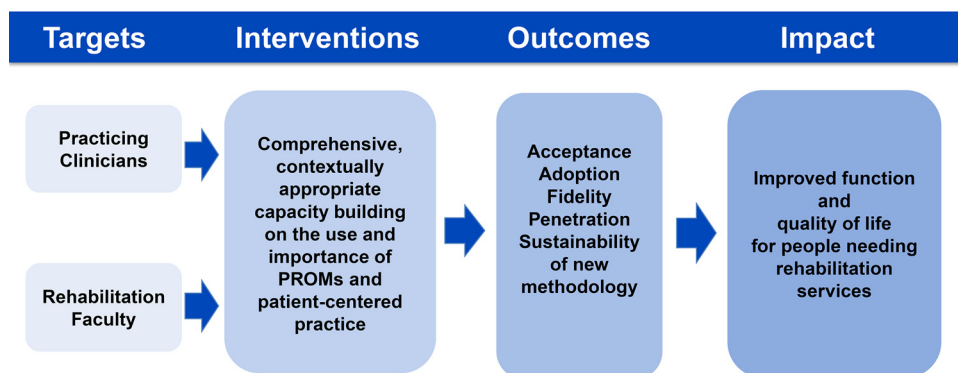 Targets
Interventions
Outcomes
Impact
Practicing
Clinicians
Rehabilitation
Faculty
Comprehensive,
contextually
appropriate
capacity building
on the use and
importance of
PROMs and
patient-centered
practice
Acceptance
Adoption
Fidelity
Penetration
Sustainability
of new
methodology
Improved function
and
quality of life
for people needing
rehabilitation
services